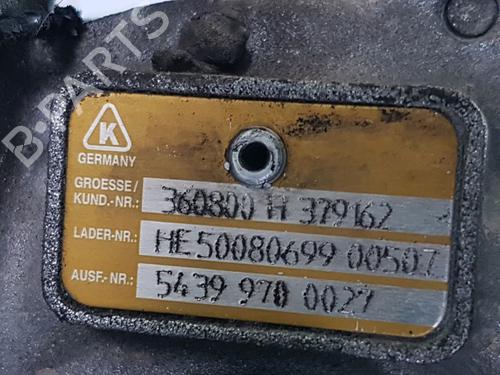 B-PARTS
K
GERMANY
GROESSE/
KUND.-NR.: 360800 H 379162
LADER-NR.: HE50080699 00507
AUSF.-NR.: 5439 970 0027